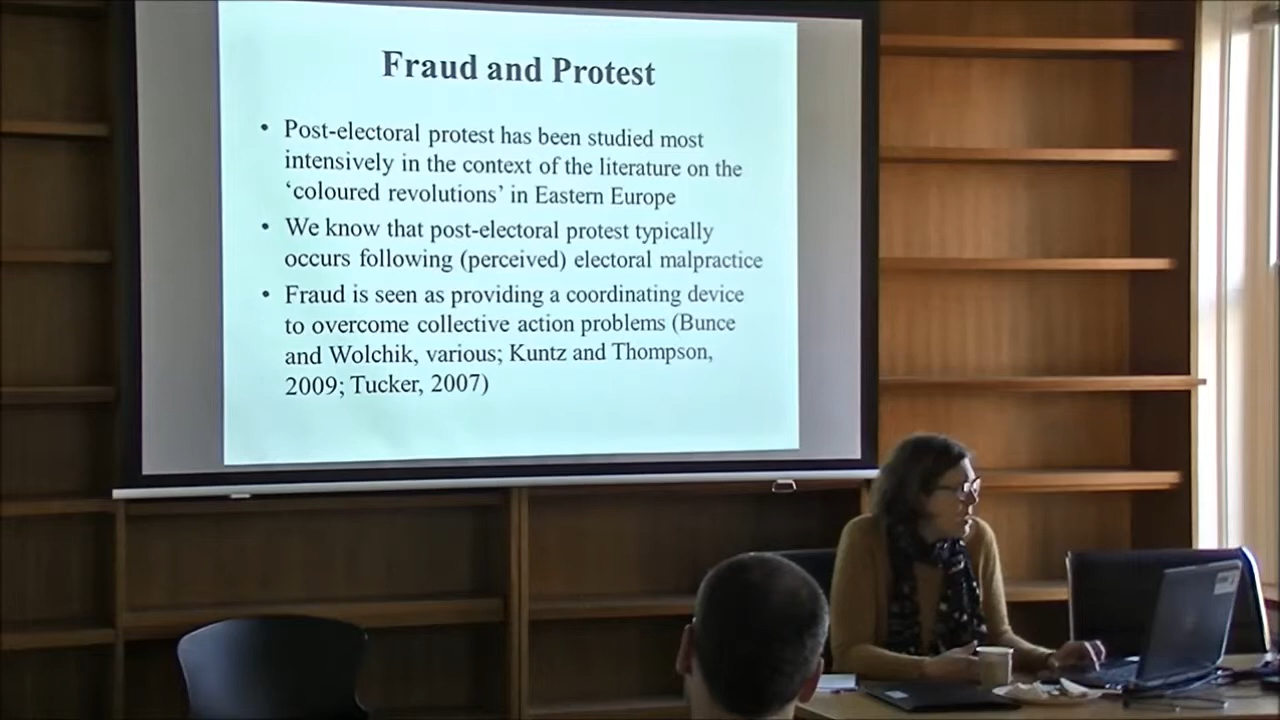 Fraud and Protest
• Post-electoral protest has been studied most
intensively in the context of the literature on the
‘coloured revolutions’ in Eastern Europe
• We know that post-electoral protest typically
occurs following (perceived) electoral malpractice
• Fraud is seen as providing a coordinating device
to overcome collective action problems (Bunce
and Wolchik, various; Kuntz and Thompson,
2009; Tucker, 2007)